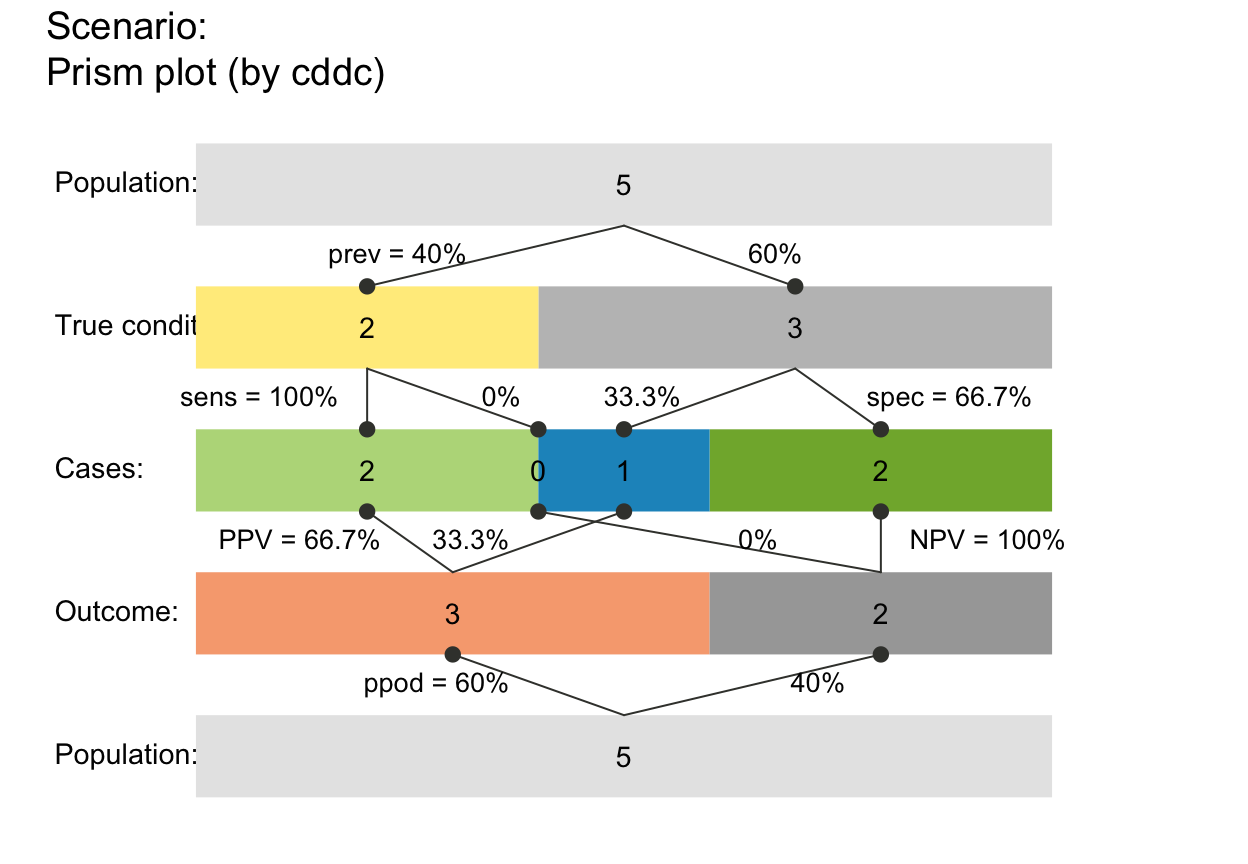 Scenario:
Prism plot (by cddc)
Population:
5
prev = 40%
60%
True condit
2
3
sens = 100%
0%
33.3%
spec = 66.7%
Cases:
2
0
1
2
PPV = 66.7%
33.3%
0%
NPV = 100%
Outcome:
3
2
ppod = 60%
40%
Population:
5